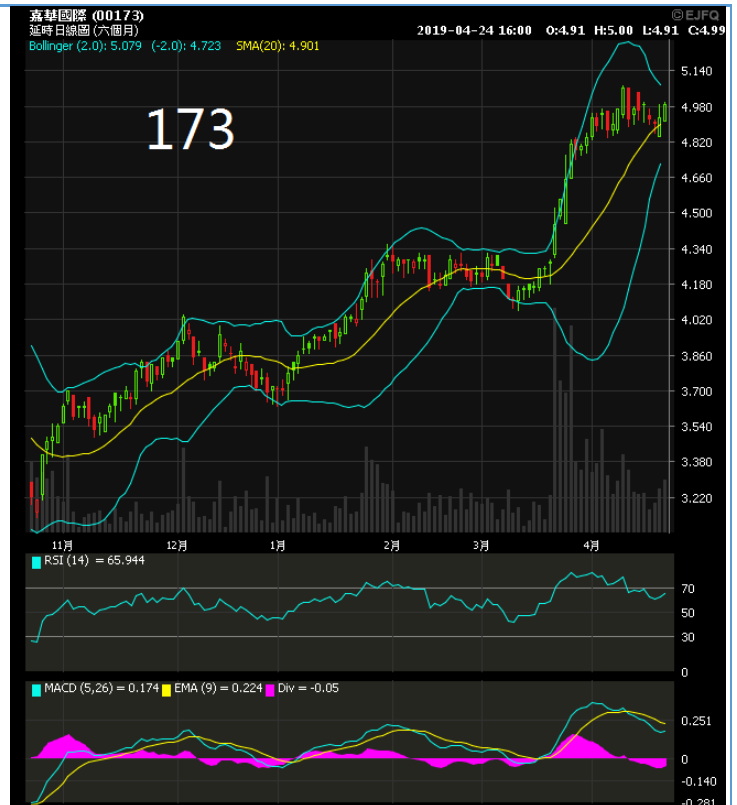 嘉華國際 (00173)
©EJFQ
延時日線圖 (六個月)
2019-04-24 16:00 O:4.91 H:5.00 L:4.91 C:4.99
Bollinger (2.0): 5.079 (-2.0): 4.723 SMA(20): 4.901
173
5.140
4.980
4.820
4.660
4.500
4.340
4.180
4.020
3.860
3.700
3.540
3.380
3.220
11月 12月 1月 2月 3月 4月
RSI (14) = 65.944
70
50
30
0
MACD (5,26) = 0.174 EMA (9) = 0.224 Div = -0.05
0.251
0
-0.140
-0.281